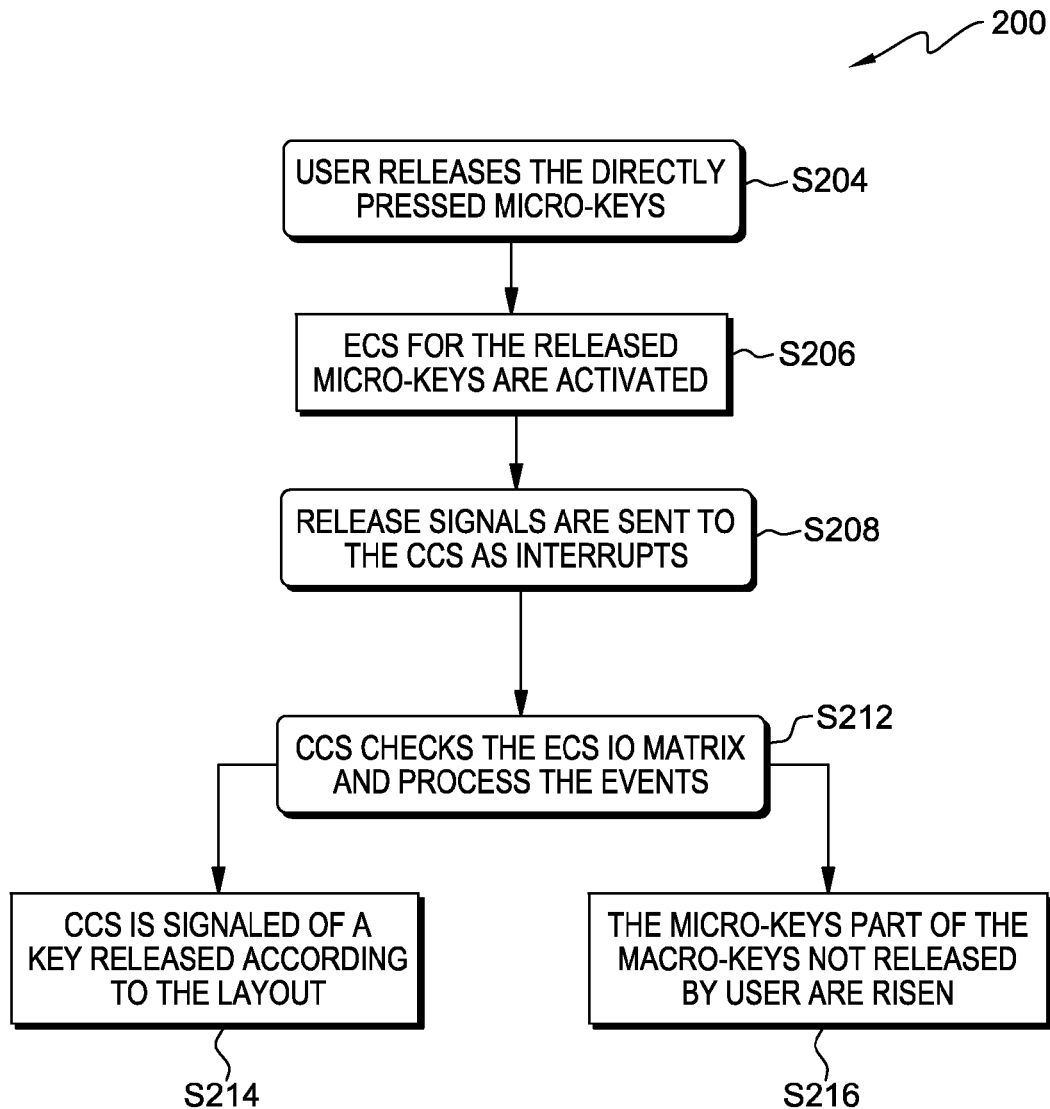 200
USER RELEASES THE DIRECTLY
PRESSED MICRO-KEYS
S204
ECS FOR THE RELEASED
MICRO-KEYS ARE ACTIVATED
S206
RELEASE SIGNALS ARE SENT TO
THE CCS AS INTERRUPTS
S208
S212
CCS CHECKS THE ECS IO MATRIX
AND PROCESS THE EVENTS
CCS IS SIGNALED OF A
KEY RELEASED ACCORDING
TO THE LAYOUT
S214
THE MICRO-KEYS PART OF THE
MACRO-KEYS NOT RELEASED
BY USER ARE RISEN
S216